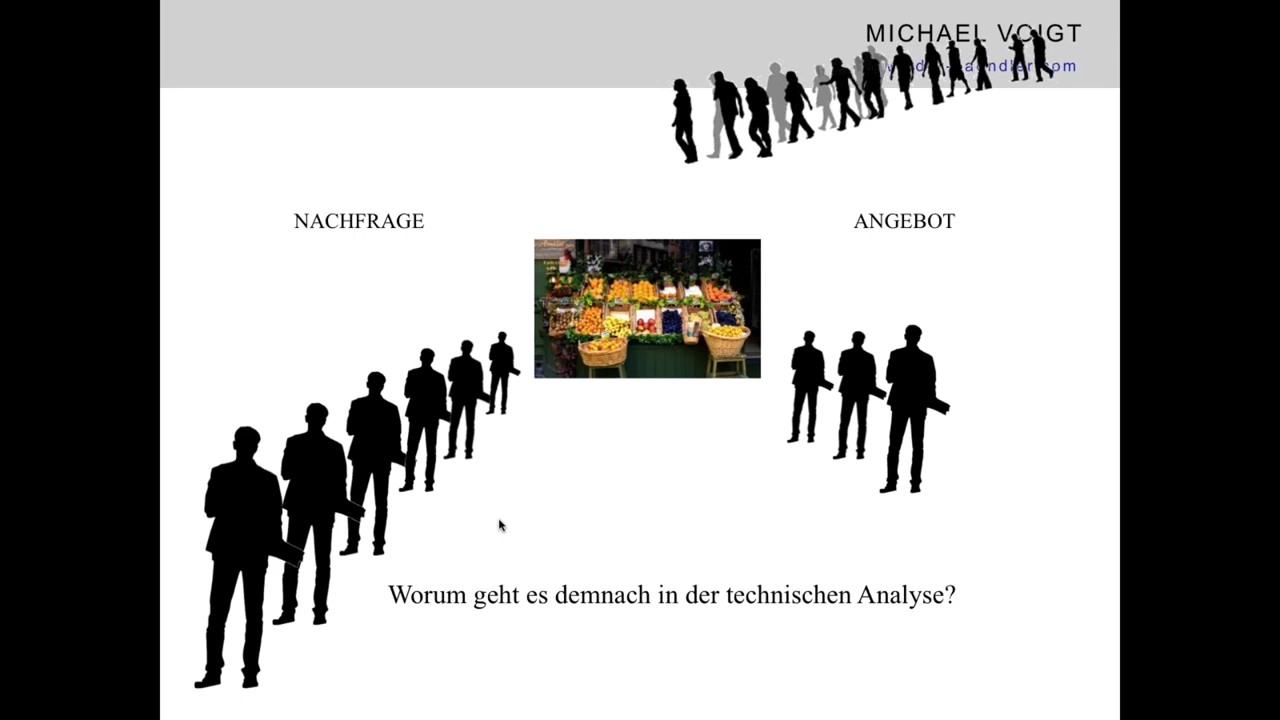 MICHAEL VOIGT
NACHFRAGE
ANGEBOT
Worum geht es demnach in der technischen Analyse?